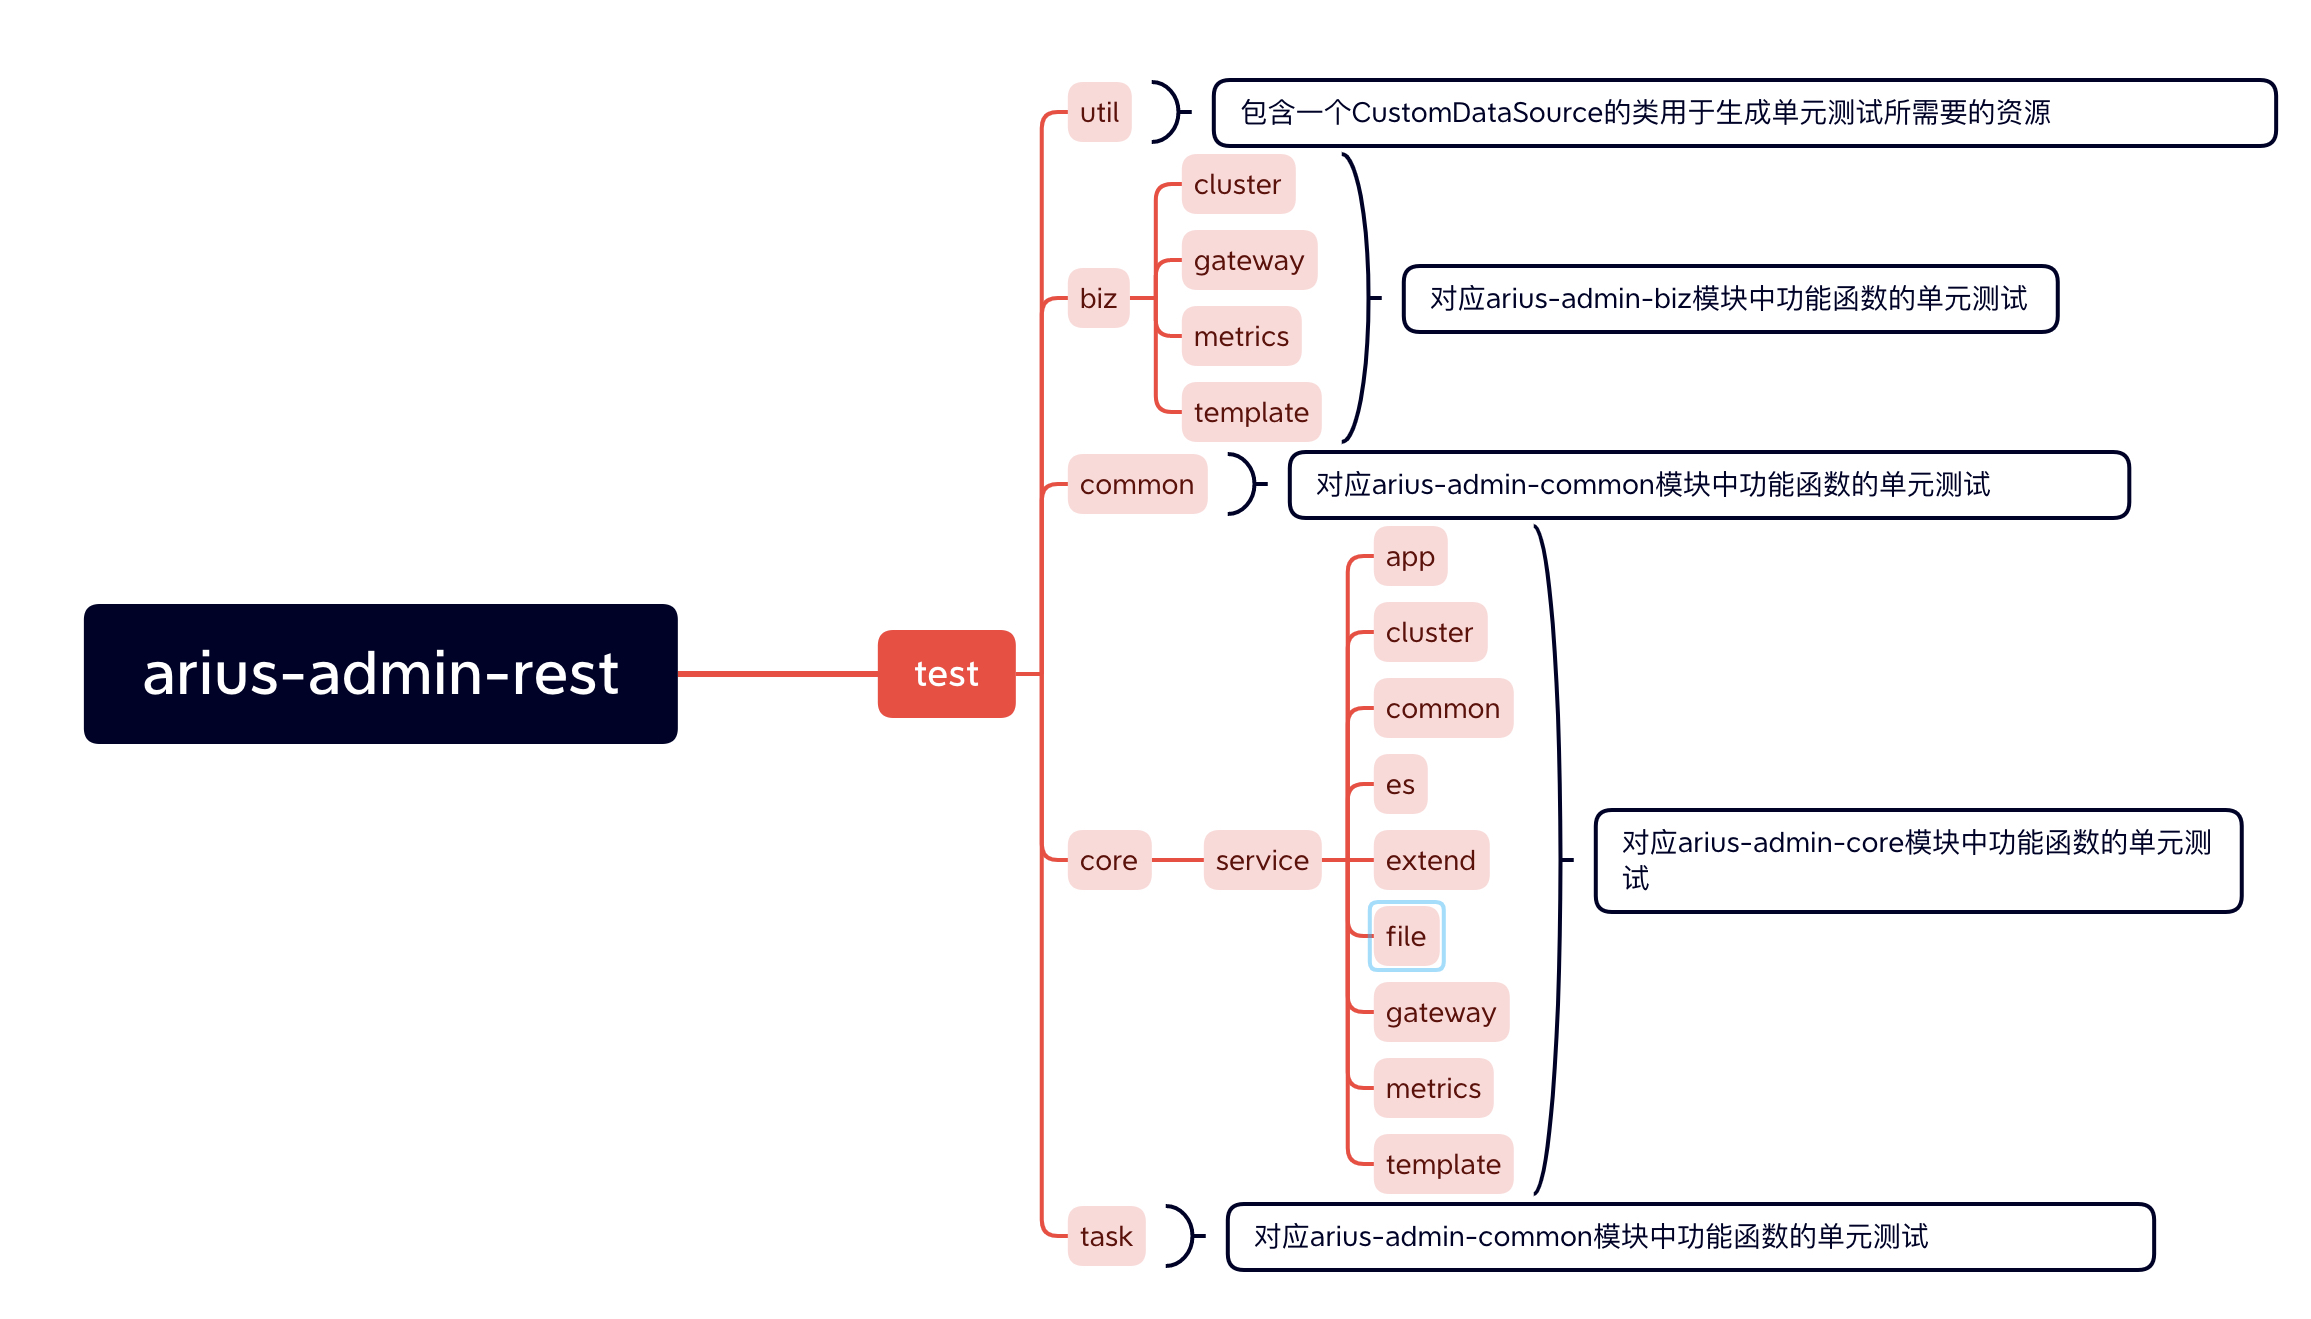 arius-admin-rest
test
util
包含一个CustomDataSource的类用于生成单元测试所需要的资源
biz
cluster
gateway
metrics
template
对应arius-admin-biz模块中功能函数的单元测试
common
对应arius-admin-common模块中功能函数的单元测试
core
service
app
cluster
common
es
extend
file
gateway
metrics
template
对应arius-admin-core模块中功能函数的单元测
试
task
对应arius-admin-common模块中功能函数的单元测试